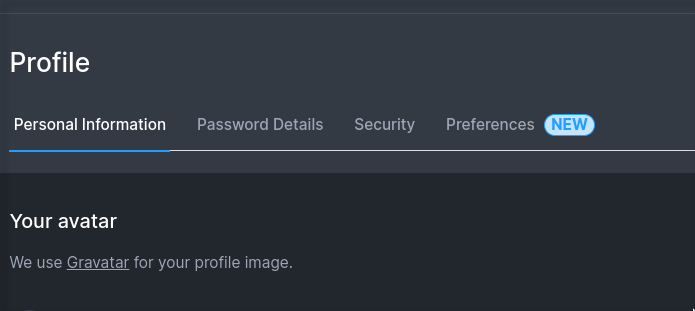 Profile
Personal Information Password Details Security Preferences NEW
Your avatar
We use Gravatar for your profile image.